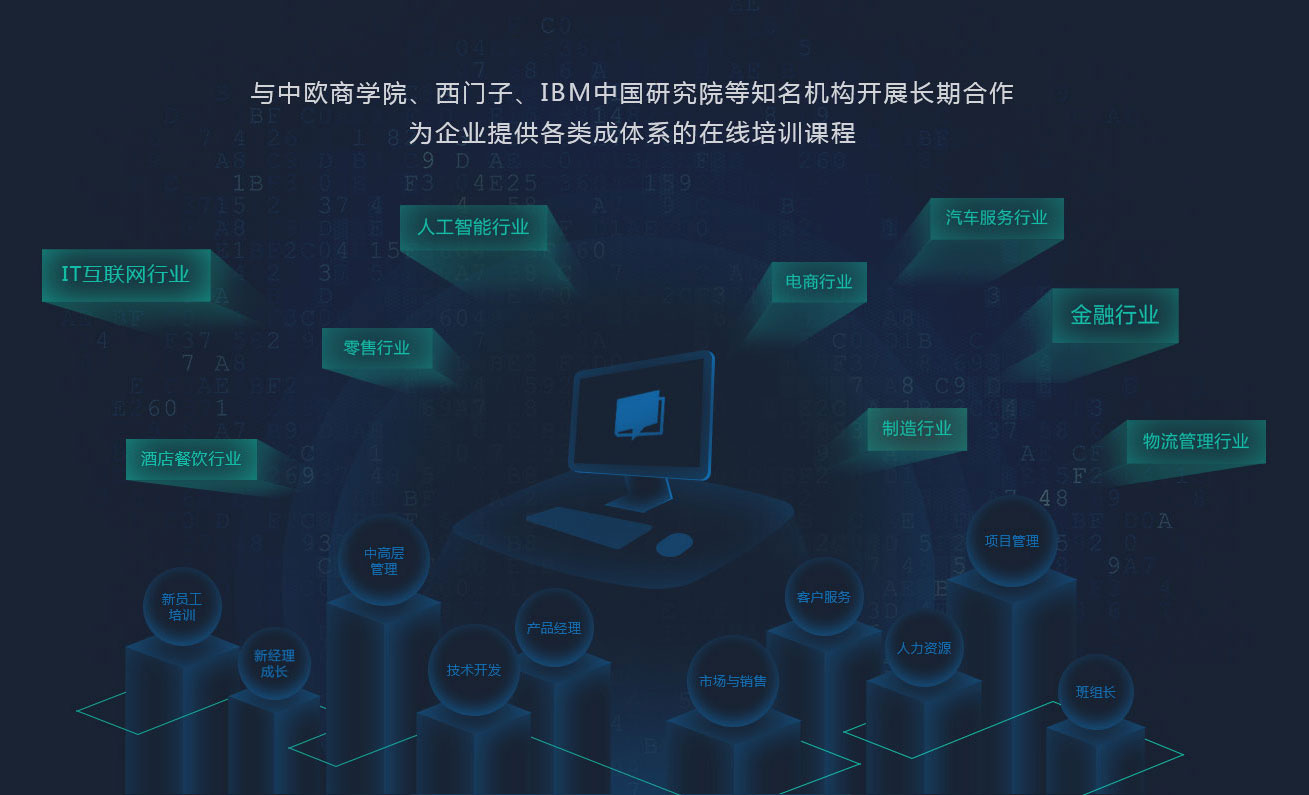 与中欧商学院、西门子、IBM中国研究院等知名机构开展长期合作
为企业提供各类成体系的在线培训课程
人工智能行业
汽车服务行业
IT互联网行业
电商行业
金融行业
零售行业
制造行业
物流管理行业
酒店餐饮行业
中高层
管理
项目管理
新员工
培训
客户服务
产品经理
新经理
成长
技术开发
人力资源
市场与销售
班组长